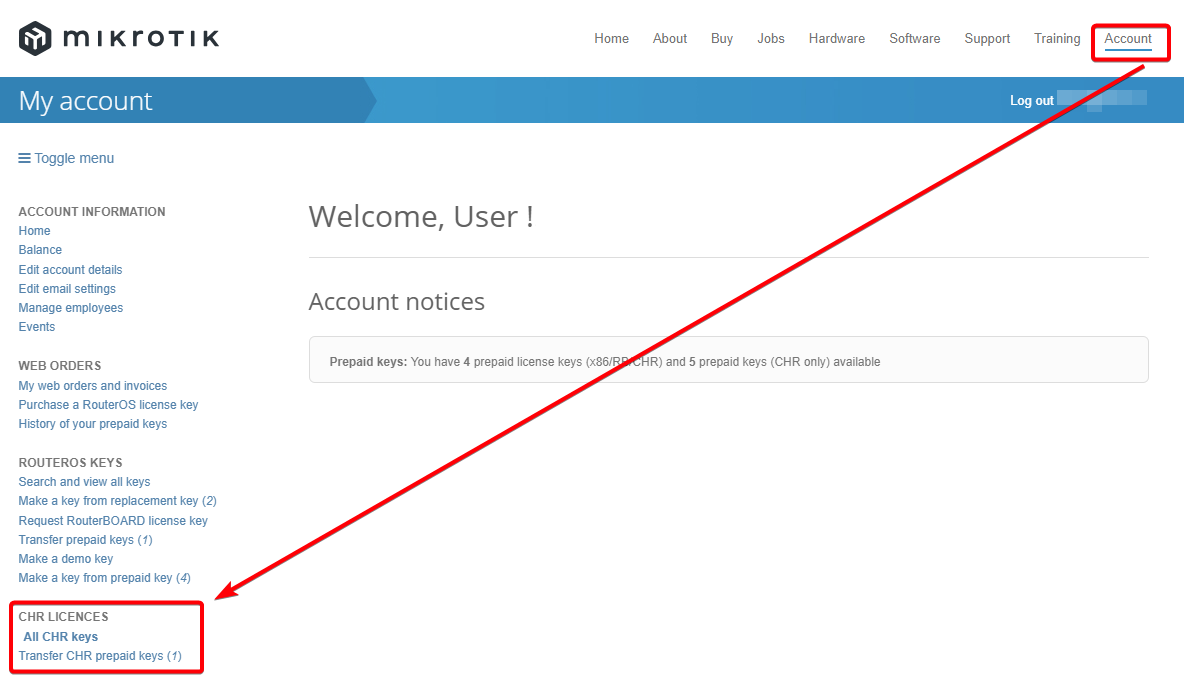 mikrotik
Home About Buy Jobs Hardware Software Support Training Account
My account
Log out
Toggle menu
ACCOUNT INFORMATION
Home
Balance
Edit account details
Edit email settings
Manage employees
Events
WEB ORDERS
My web orders and invoices
Purchase a RouterOS license key
History of your prepaid keys
ROUTEROS KEYS
Search and view all keys
Make a key from replacement key (2)
Request RouterBOARD license key
Transfer prepaid keys (1)
Make a demo key
Make a key from prepaid key (4)
CHR LICENCES
All CHR keys
Transfer CHR prepaid keys (1)
Welcome, User !
Account notices
Prepaid keys: You have 4 prepaid license keys (x86/RB/CHR) and 5 prepaid keys (CHR only) available